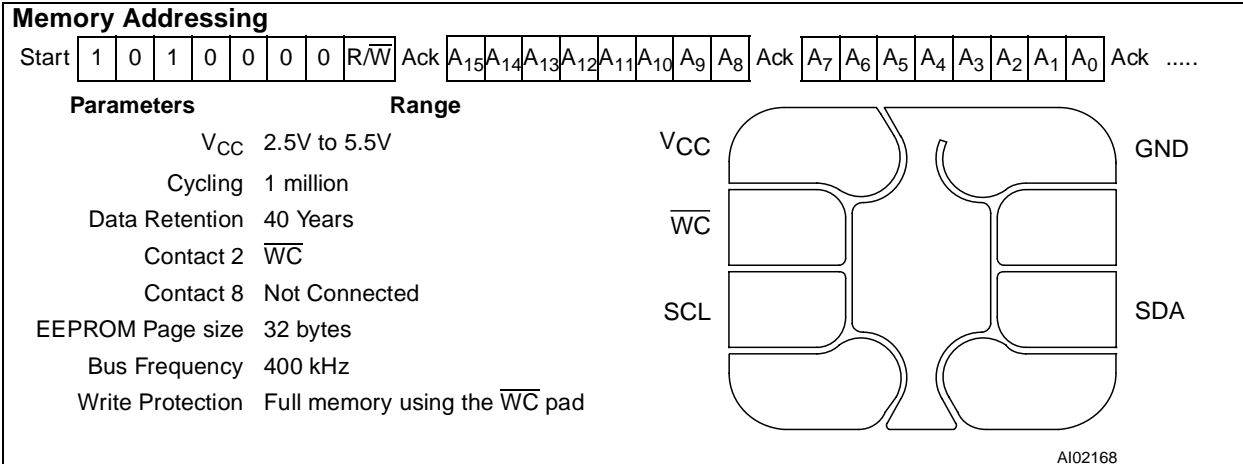 Memory Addressing
Start 1 0 1 0 0 0 0 R/W̅ Ack A15 A14 A13 A12 A11 A10 A9 A8 Ack A7 A6 A5 A4 A3 A2 A1 A0 Ack .....
Parameters Range
VCC 2.5V to 5.5V
Cycling 1 million
Data Retention 40 Years
Contact 2 W̅C̅
Contact 8 Not Connected
EEPROM Page size 32 bytes
Bus Frequency 400 kHz
Write Protection Full memory using the W̅C̅ pad
VCC GND
W̅C̅
SCL SDA
AI02168